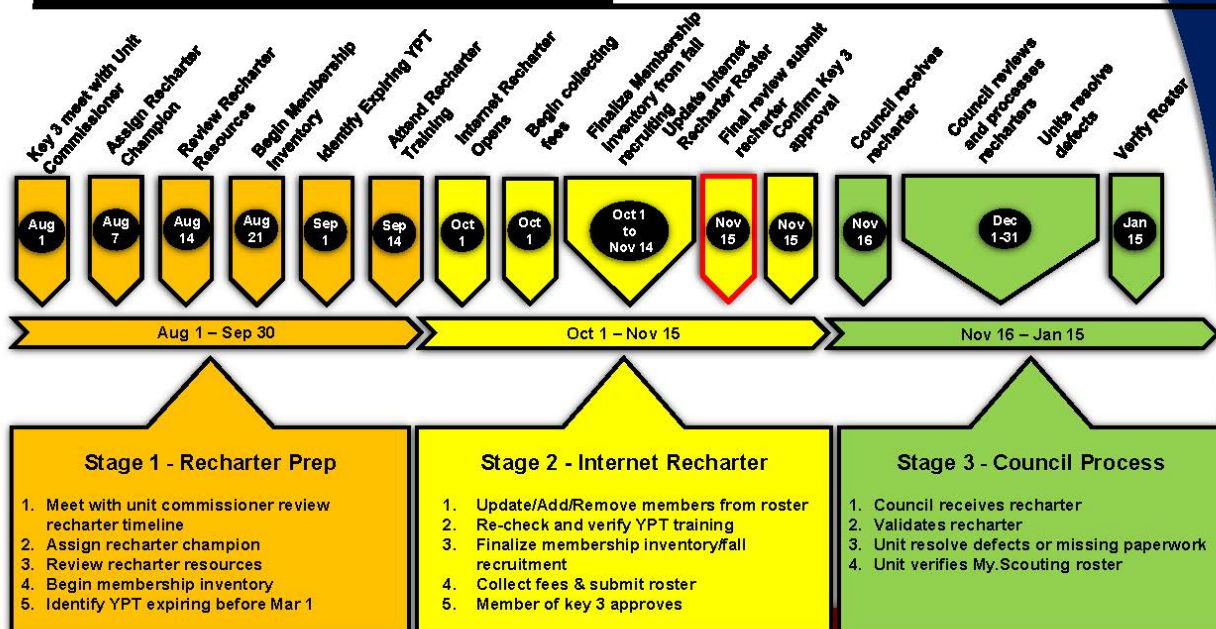 Key 3 meet with Unit
Commissioner
Assign Recharter
Champion
Review Recharter
Resources
Begin Membership
Inventory
Identify Expiring YPT
Attend Recharter
Training
Internet Recharter
Opens
Begin collecting
fees
Finalize Membership
Inventory from fall
recruiting
Update Internet
Recharter Roster
Final review submit
recharter
Confirm Key 3
approval
Council receives
recharter
Council reviews
and processes
recharters
Units resolve
defects
Verify Roster
Aug
1
Aug
7
Aug
14
Aug
21
Sep
1
Sep
14
Oct
1
Oct
1
Oct 1
to
Nov 14
Nov
15
Nov
15
Nov
16
Dec
1-31
Jan
15
Aug 1 – Sep 30
Oct 1 – Nov 15
Nov 16 – Jan 15
Stage 1 - Recharter Prep
1. Meet with unit commissioner review
recharter timeline
2. Assign recharter champion
3. Review recharter resources
4. Begin membership inventory
5. Identify YPT expiring before Mar 1
Stage 2 - Internet Recharter
1. Update/Add/Remove members from roster
2. Re-check and verify YPT training
3. Finalize membership inventory/fall
recruitment
4. Collect fees & submit roster
5. Member of key 3 approves
Stage 3 - Council Process
1. Council receives recharter
2. Validates recharter
3. Unit resolve defects or missing paperwork
4. Unit verifies My.Scouting roster